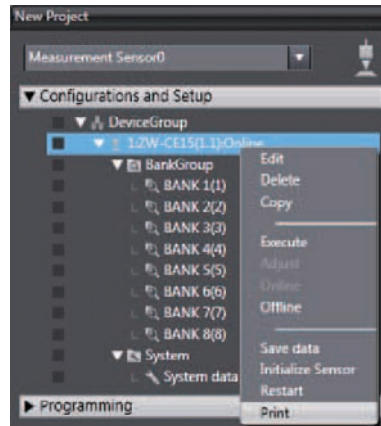 New Project
Measurement Sensor0
▼ Configurations and Setup
▼ DeviceGroup
▼ 1:ZW-CE15(1.1):Online
▼ BankGroup
BANK 1(1)
BANK 2(2)
BANK 3(3)
BANK 4(4)
BANK 5(5)
BANK 6(6)
BANK 7(7)
BANK 8(8)
▼ System
System data
▶ Programming
Edit
Delete
Copy
Execute
Adjust
Online
Offline
Save data
Initialize Sensor
Restart
Print